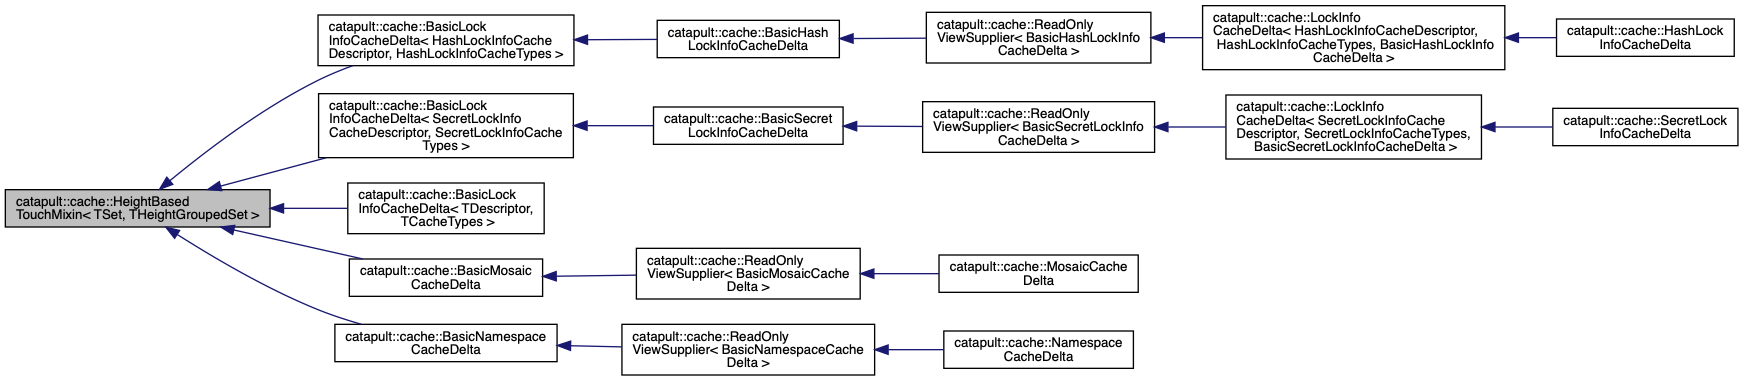 catapult::cache::HeightBased
TouchMixin< TSet, THeightGroupedSet >
catapult::cache::BasicLock
InfoCacheDelta< HashLockInfoCache
Descriptor, HashLockInfoCacheTypes >
catapult::cache::BasicHash
LockInfoCacheDelta
catapult::cache::ReadOnly
ViewSupplier< BasicHashLockInfo
CacheDelta >
catapult::cache::LockInfo
CacheDelta< HashLockInfoCacheDescriptor,
HashLockInfoCacheTypes, BasicHashLockInfo
CacheDelta >
catapult::cache::HashLock
InfoCacheDelta
catapult::cache::BasicLock
InfoCacheDelta< SecretLockInfo
CacheDescriptor, SecretLockInfoCache
Types >
catapult::cache::BasicSecret
LockInfoCacheDelta
catapult::cache::ReadOnly
ViewSupplier< BasicSecretLockInfo
CacheDelta >
catapult::cache::LockInfo
CacheDelta< SecretLockInfoCache
Descriptor, SecretLockInfoCacheTypes,
BasicSecretLockInfoCacheDelta >
catapult::cache::SecretLock
InfoCacheDelta
catapult::cache::BasicLock
InfoCacheDelta< TDescriptor,
TCacheTypes >
catapult::cache::BasicMosaic
CacheDelta
catapult::cache::ReadOnly
ViewSupplier< BasicMosaicCache
Delta >
catapult::cache::MosaicCache
Delta
catapult::cache::BasicNamespace
CacheDelta
catapult::cache::ReadOnly
ViewSupplier< BasicNamespaceCache
Delta >
catapult::cache::Namespace
CacheDelta